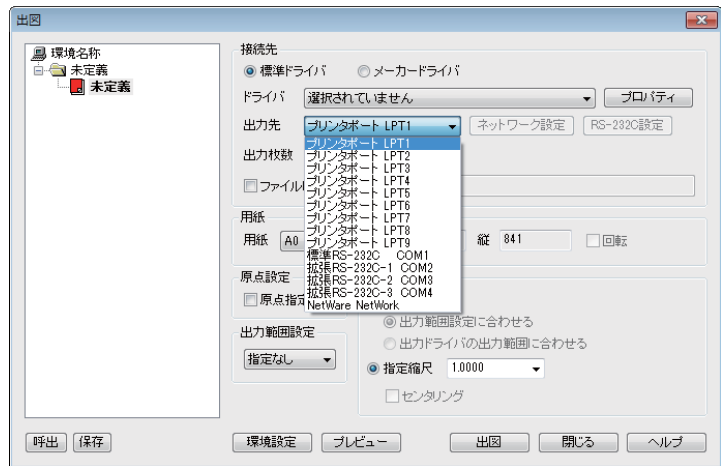 出図
環境名称
未定義
未定義
接続先
標準ドライバ メーカードライバ
ドライバ 選択されていません プロパティ
出力先 プリンタポート LPT1 ネットワーク設定 RS-232C設定
プリンタポート LPT1
プリンタポート LPT2
出力枚数
プリンタポート LPT3
プリンタポート LPT4
ファイル
プリンタポート LPT5
プリンタポート LPT6
用紙
プリンタポート LPT7
プリンタポート LPT8
用紙 A0 縦 841 回転
プリンタポート LPT9
標準RS-232C COM1
拡張RS-232C-1 COM2
原点設定
拡張RS-232C-2 COM3
原点指定
拡張RS-232C-3 COM4
NetWare NetWork
出力範囲設定に合わせる
出力範囲設定
出力ドライバの出力範囲に合わせる
指定なし
指定縮尺 1.0000
センタリング
呼出 保存 環境設定 プレビュー 出図 閉じる ヘルプ